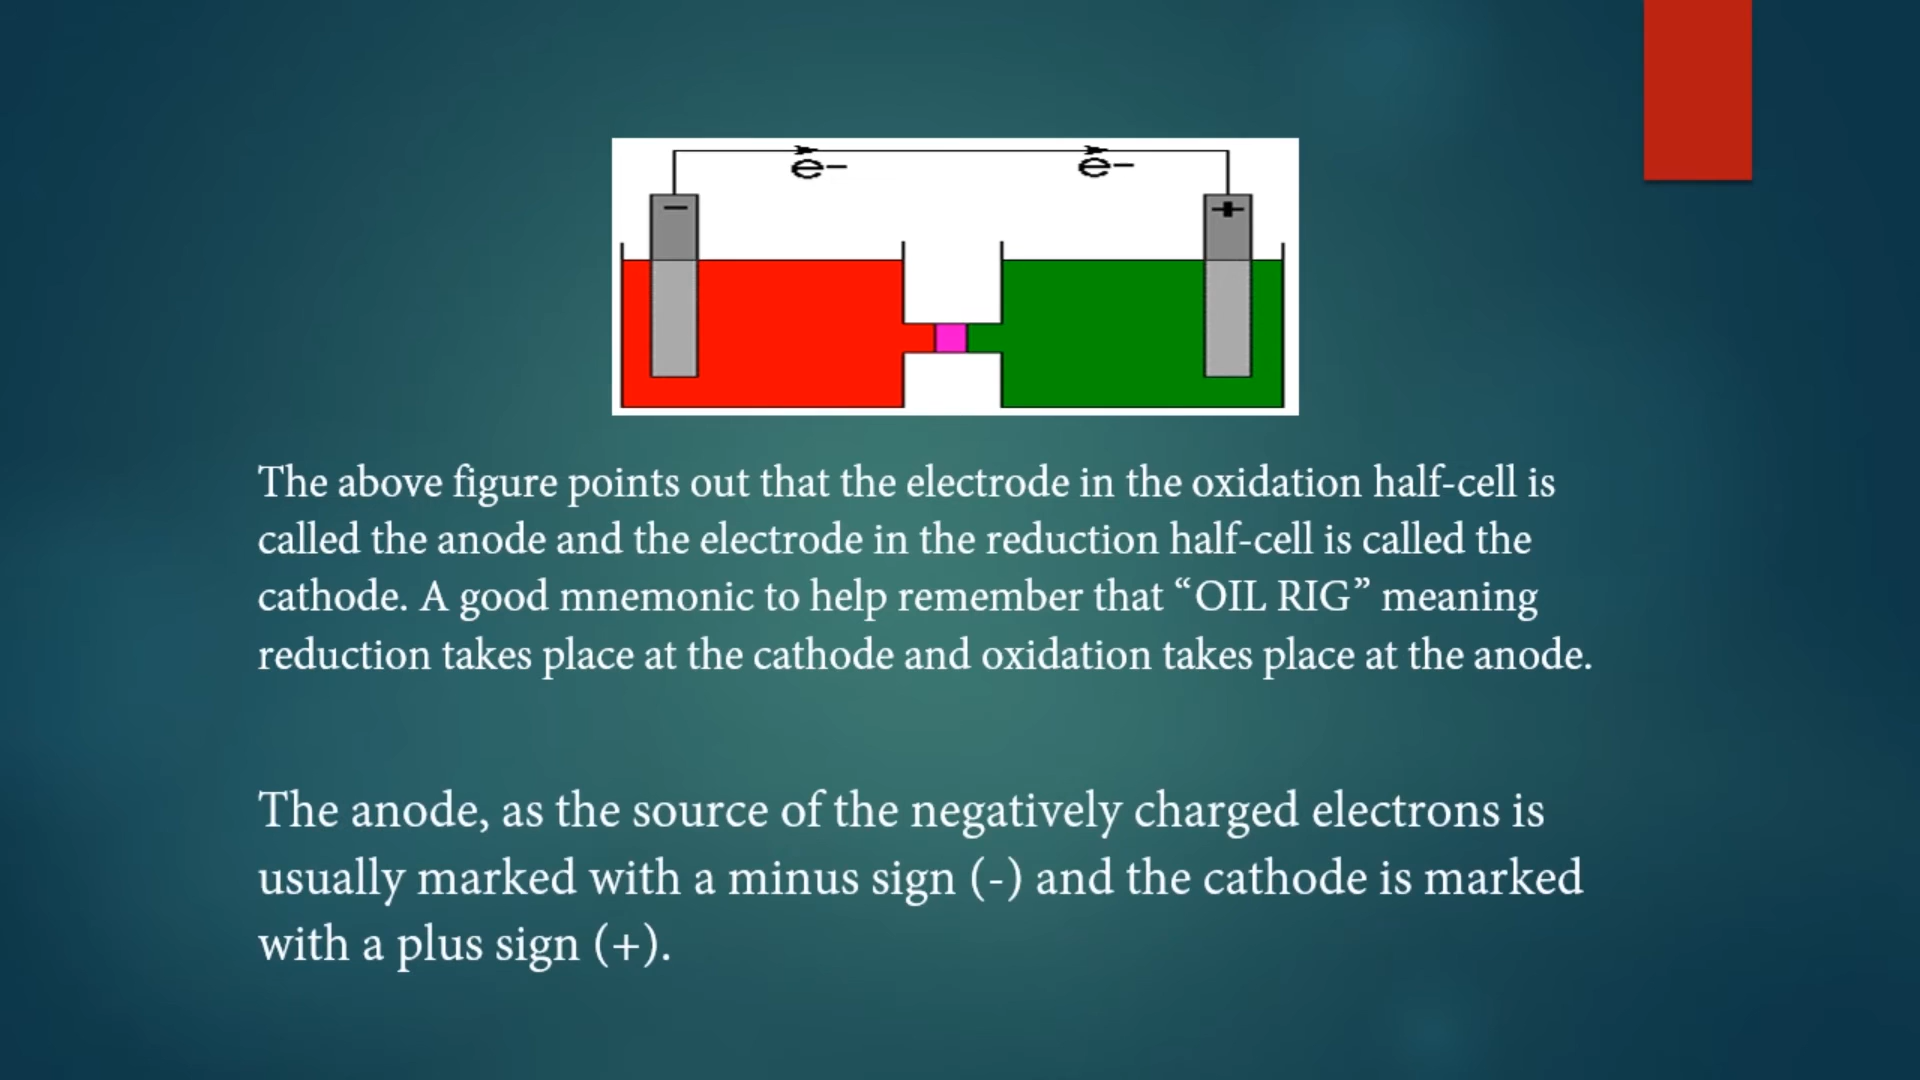 e− e−
− +
The above figure points out that the electrode in the oxidation half-cell is
called the anode and the electrode in the reduction half-cell is called the
cathode. A good mnemonic to help remember that “OIL RIG” meaning
reduction takes place at the cathode and oxidation takes place at the anode.
The anode, as the source of the negatively charged electrons is
usually marked with a minus sign (-) and the cathode is marked
with a plus sign (+).